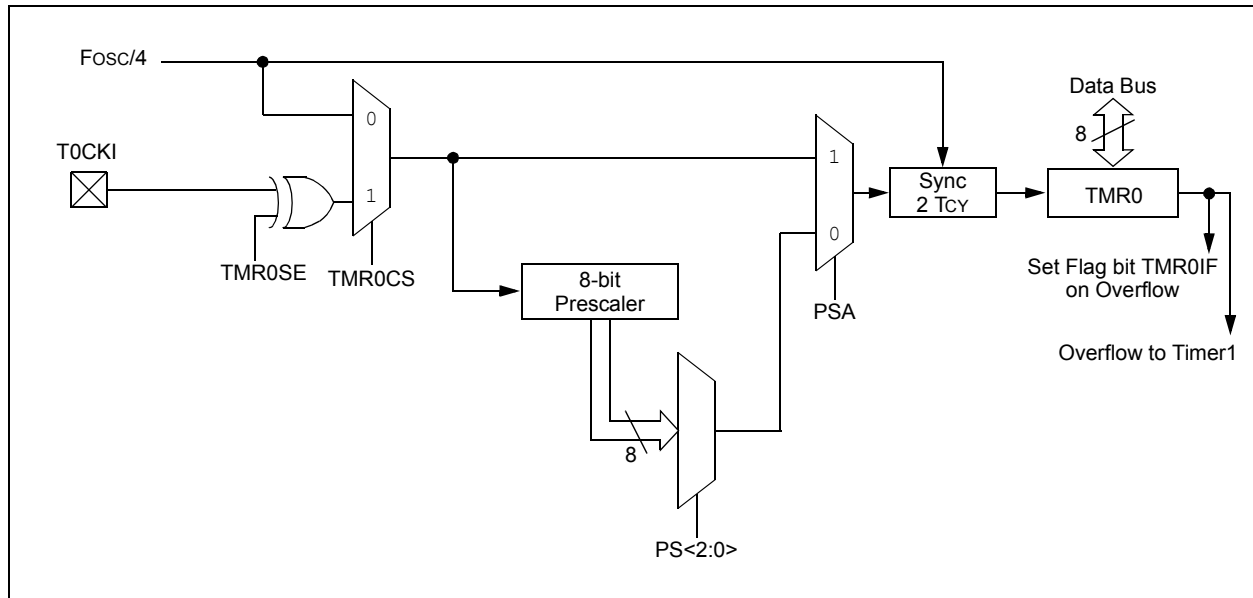 FOSC/4
Data Bus
8
T0CKI
0
1
1
0
Sync
2 TCY
TMR0
TMR0SE
TMR0CS
8-bit
Prescaler
PSA
Set Flag bit TMR0IF
on Overflow
Overflow to Timer1
8
PS<2:0>